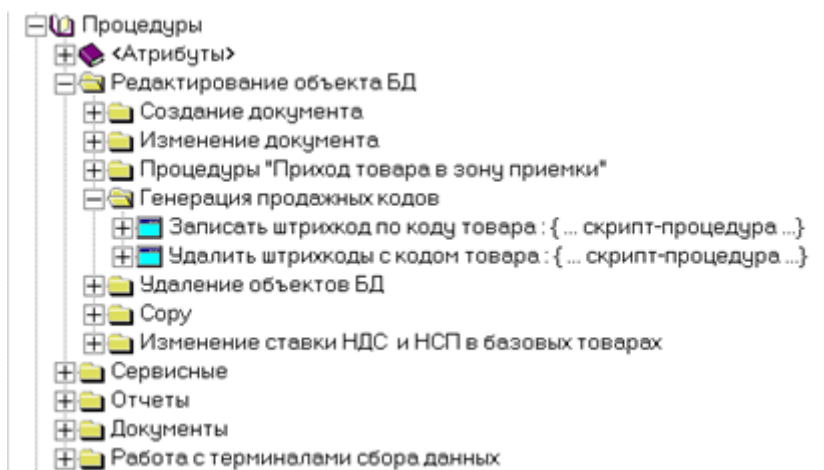 Процедуры
<Атрибуты>
Редактирование объекта БД
Создание документа
Изменение документа
Процедуры "Приход товара в зону приемки"
Генерация продажных кодов
Записать штрихкод по коду товара : { ... скрипт-процедура ...}
Удалить штрихкоды с кодом товара : { ... скрипт-процедура ...}
Удаление объектов БД
Copy
Изменение ставки НДС и НСП в базовых товарах
Сервисные
Отчеты
Документы
Работа с терминалами сбора данных